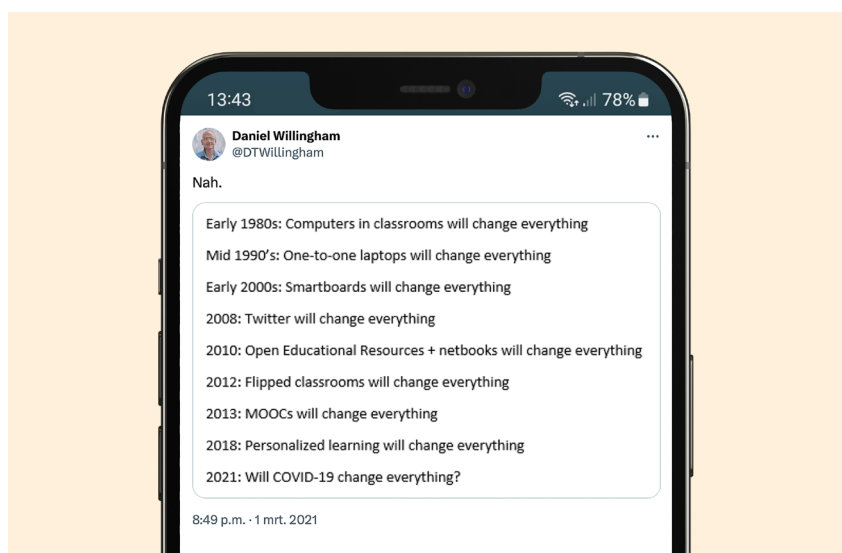 13:43
78%
Daniel Willingham
@DTWillingham
Nah.
Early 1980s: Computers in classrooms will change everything
Mid 1990’s: One-to-one laptops will change everything
Early 2000s: Smartboards will change everything
2008: Twitter will change everything
2010: Open Educational Resources + netbooks will change everything
2012: Flipped classrooms will change everything
2013: MOOCs will change everything
2018: Personalized learning will change everything
2021: Will COVID-19 change everything?
8:49 p.m. · 1 mrt. 2021